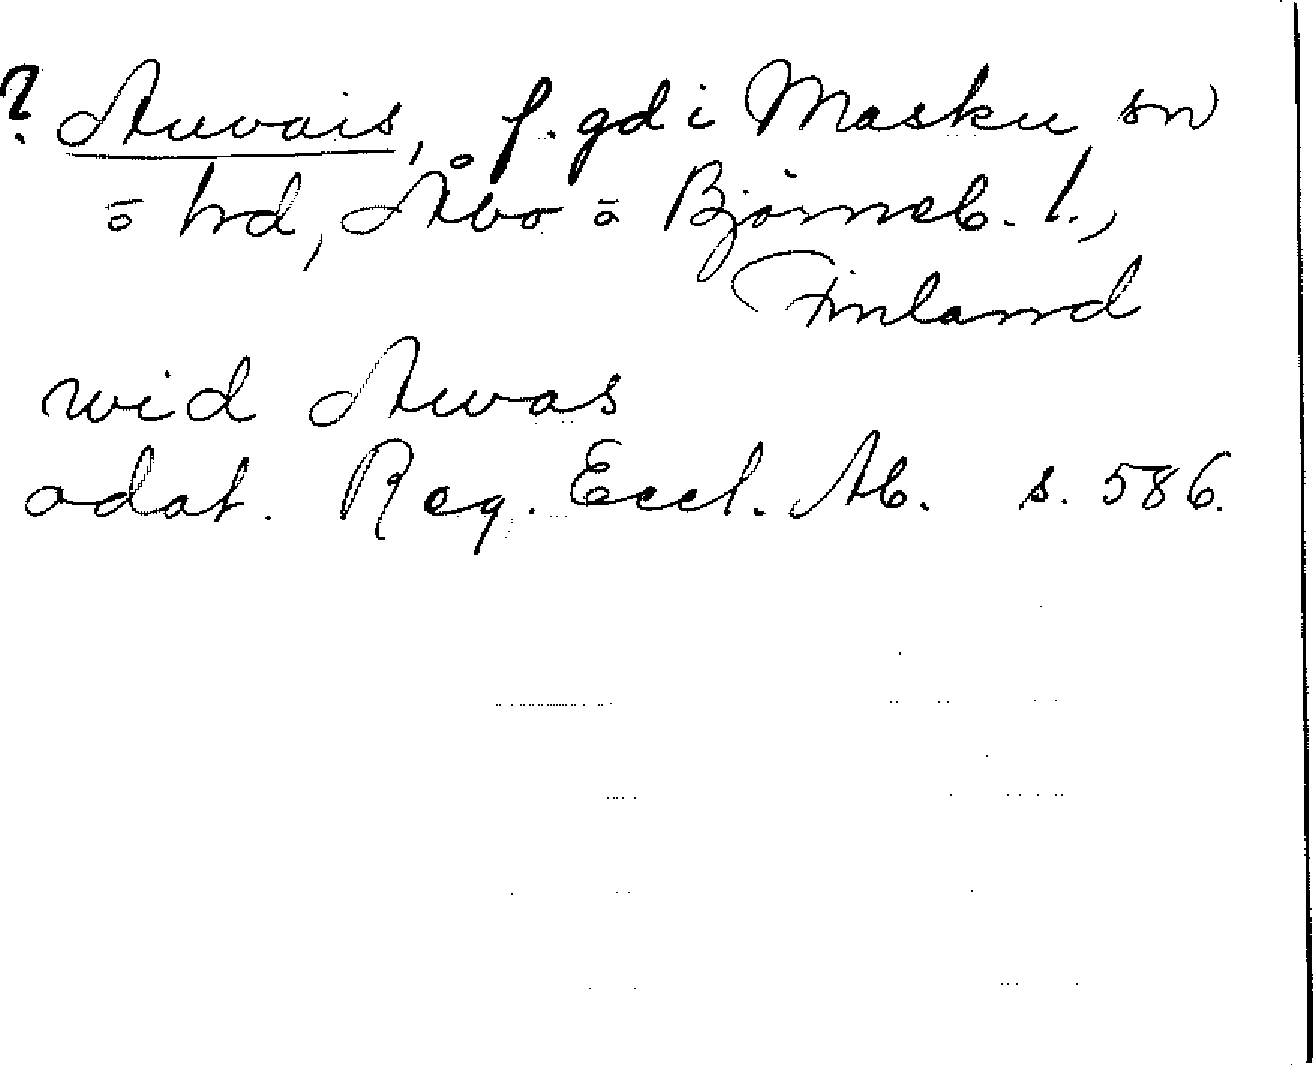 ? Auvais, f. gd i Masku sn
o hd, Åbo o Björneb. l.,
Finland
wid Awas
odat. Reg. Eccl. Ab. s. 586.